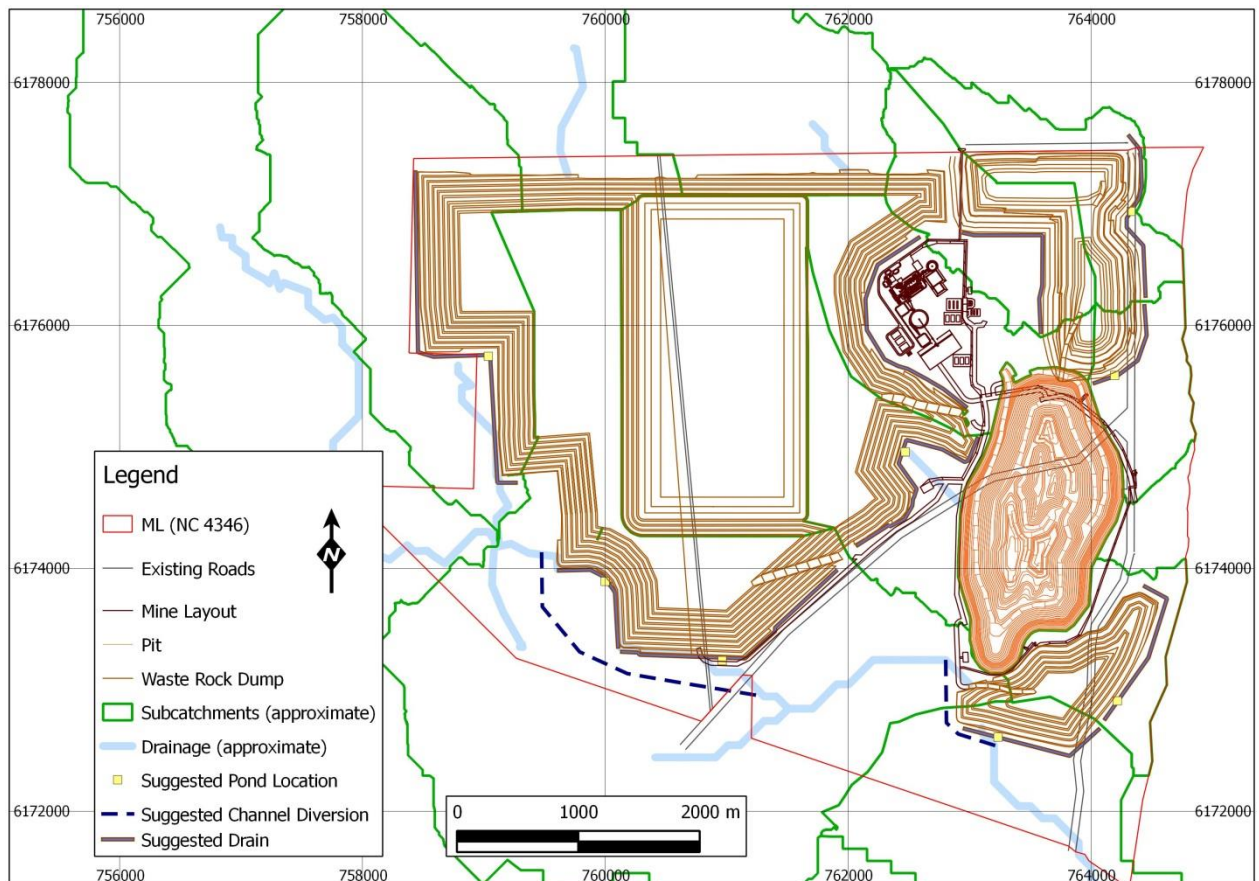 756000 758000 760000 762000 764000
6178000 6178000
6176000 6176000
6174000 6174000
6172000 6172000
Legend
ML (NC 4346)
Existing Roads
Mine Layout
Pit
Waste Rock Dump
Subcatchments (approximate)
Drainage (approximate)
Suggested Pond Location
Suggested Channel Diversion
Suggested Drain
N
0 1000 2000 m
756000 758000 760000 762000 764000